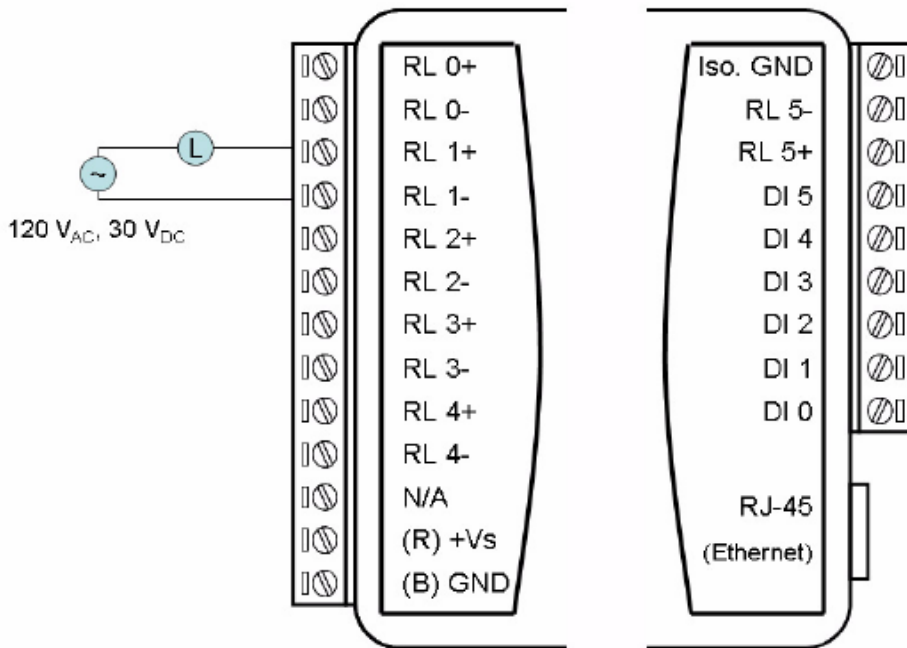 RL 0+
RL 0-
RL 1+
RL 1-
RL 2+
RL 2-
RL 3+
RL 3-
RL 4+
RL 4-
N/A
(R) +Vs
(B) GND
L
~
120 VAC, 30 VDC
Iso. GND
RL 5-
RL 5+
DI 5
DI 4
DI 3
DI 2
DI 1
DI 0
RJ-45
(Ethernet)